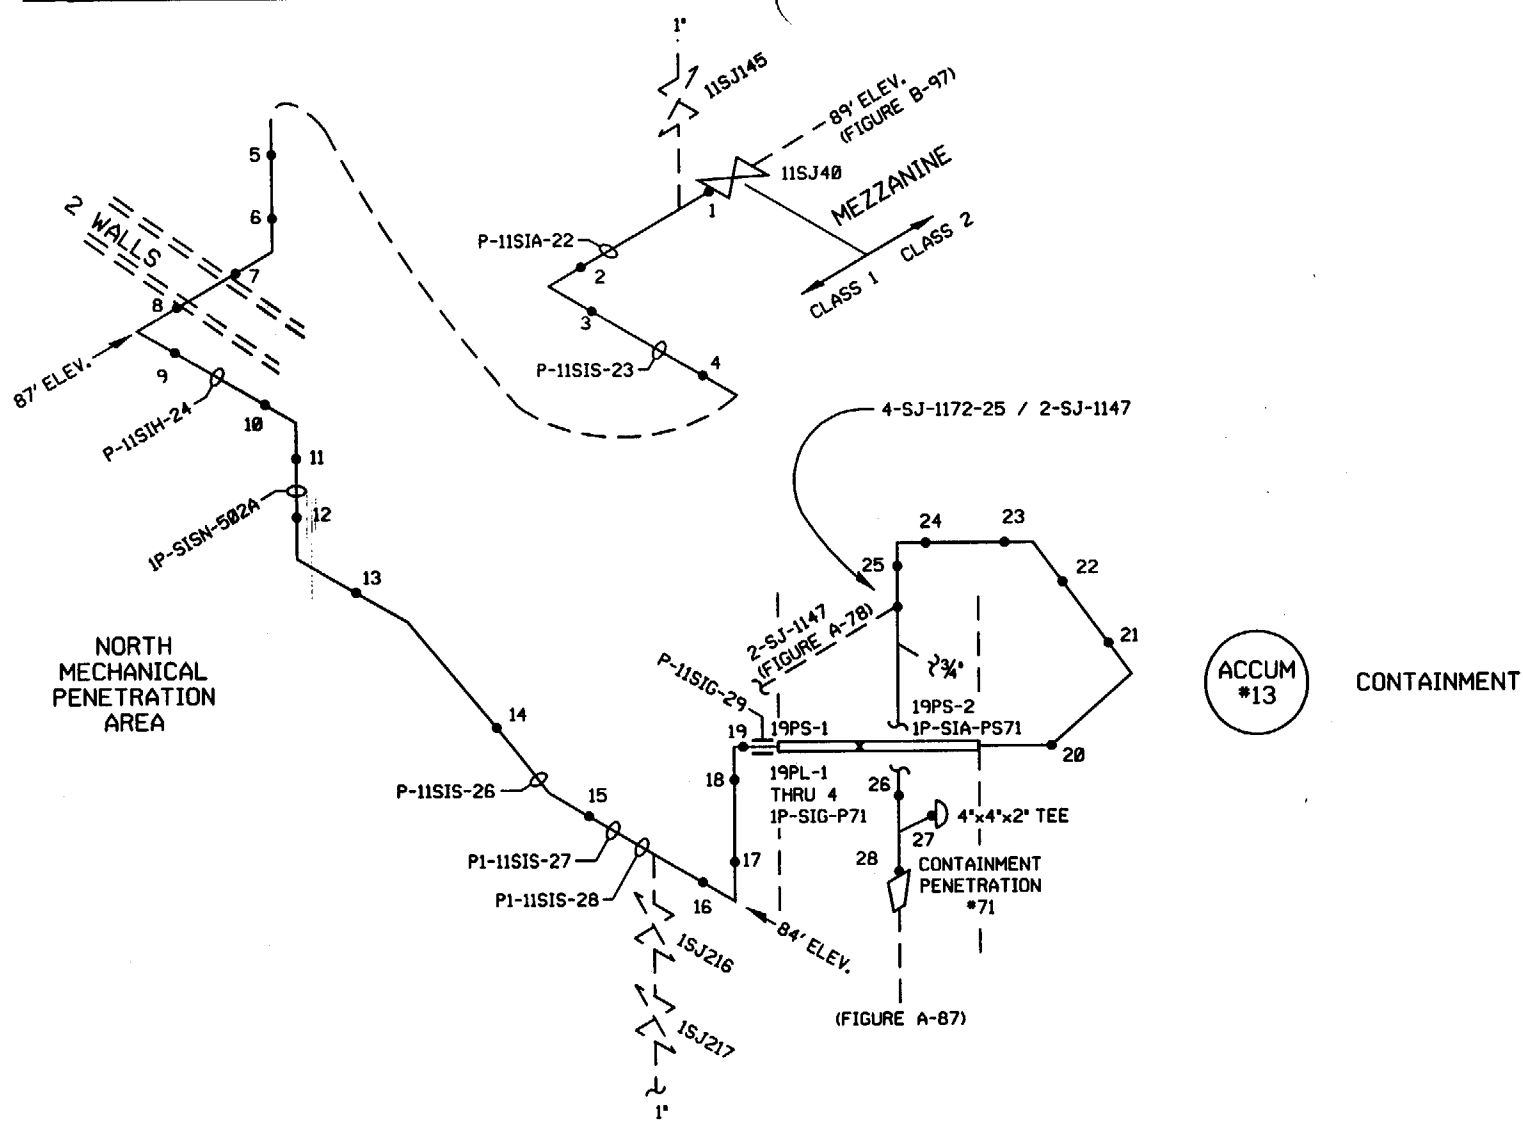 1"
11SJ145
89' ELEV.
(FIGURE B-97)
11SJ40
MEZZANINE
CLASS 2
CLASS 1
1
P-11SIA-22
2
3
P-11SIS-23
4
5
6
2 WALLS
7
8
87' ELEV.
9
P-11SIH-24
10
11
1P-SISN-502A
12
13
4-SJ-1172-25 / 2-SJ-1147
24
23
25
22
21
2-SJ-1147
(FIGURE A-78)
3/4"
NORTH
MECHANICAL
PENETRATION
AREA
ACCUM
#13
CONTAINMENT
P-11SIG-29
14
19
19PS-1
19PS-2
1P-SIA-PS71
20
18
19PL-1
THRU 4
1P-SIG-P71
26
P-11SIS-26
15
4"x4"x2" TEE
27
P1-11SIS-27
17
28
CONTAINMENT
PENETRATION
#71
P1-11SIS-28
16
84' ELEV.
1SJ216
1SJ217
(FIGURE A-87)
1"